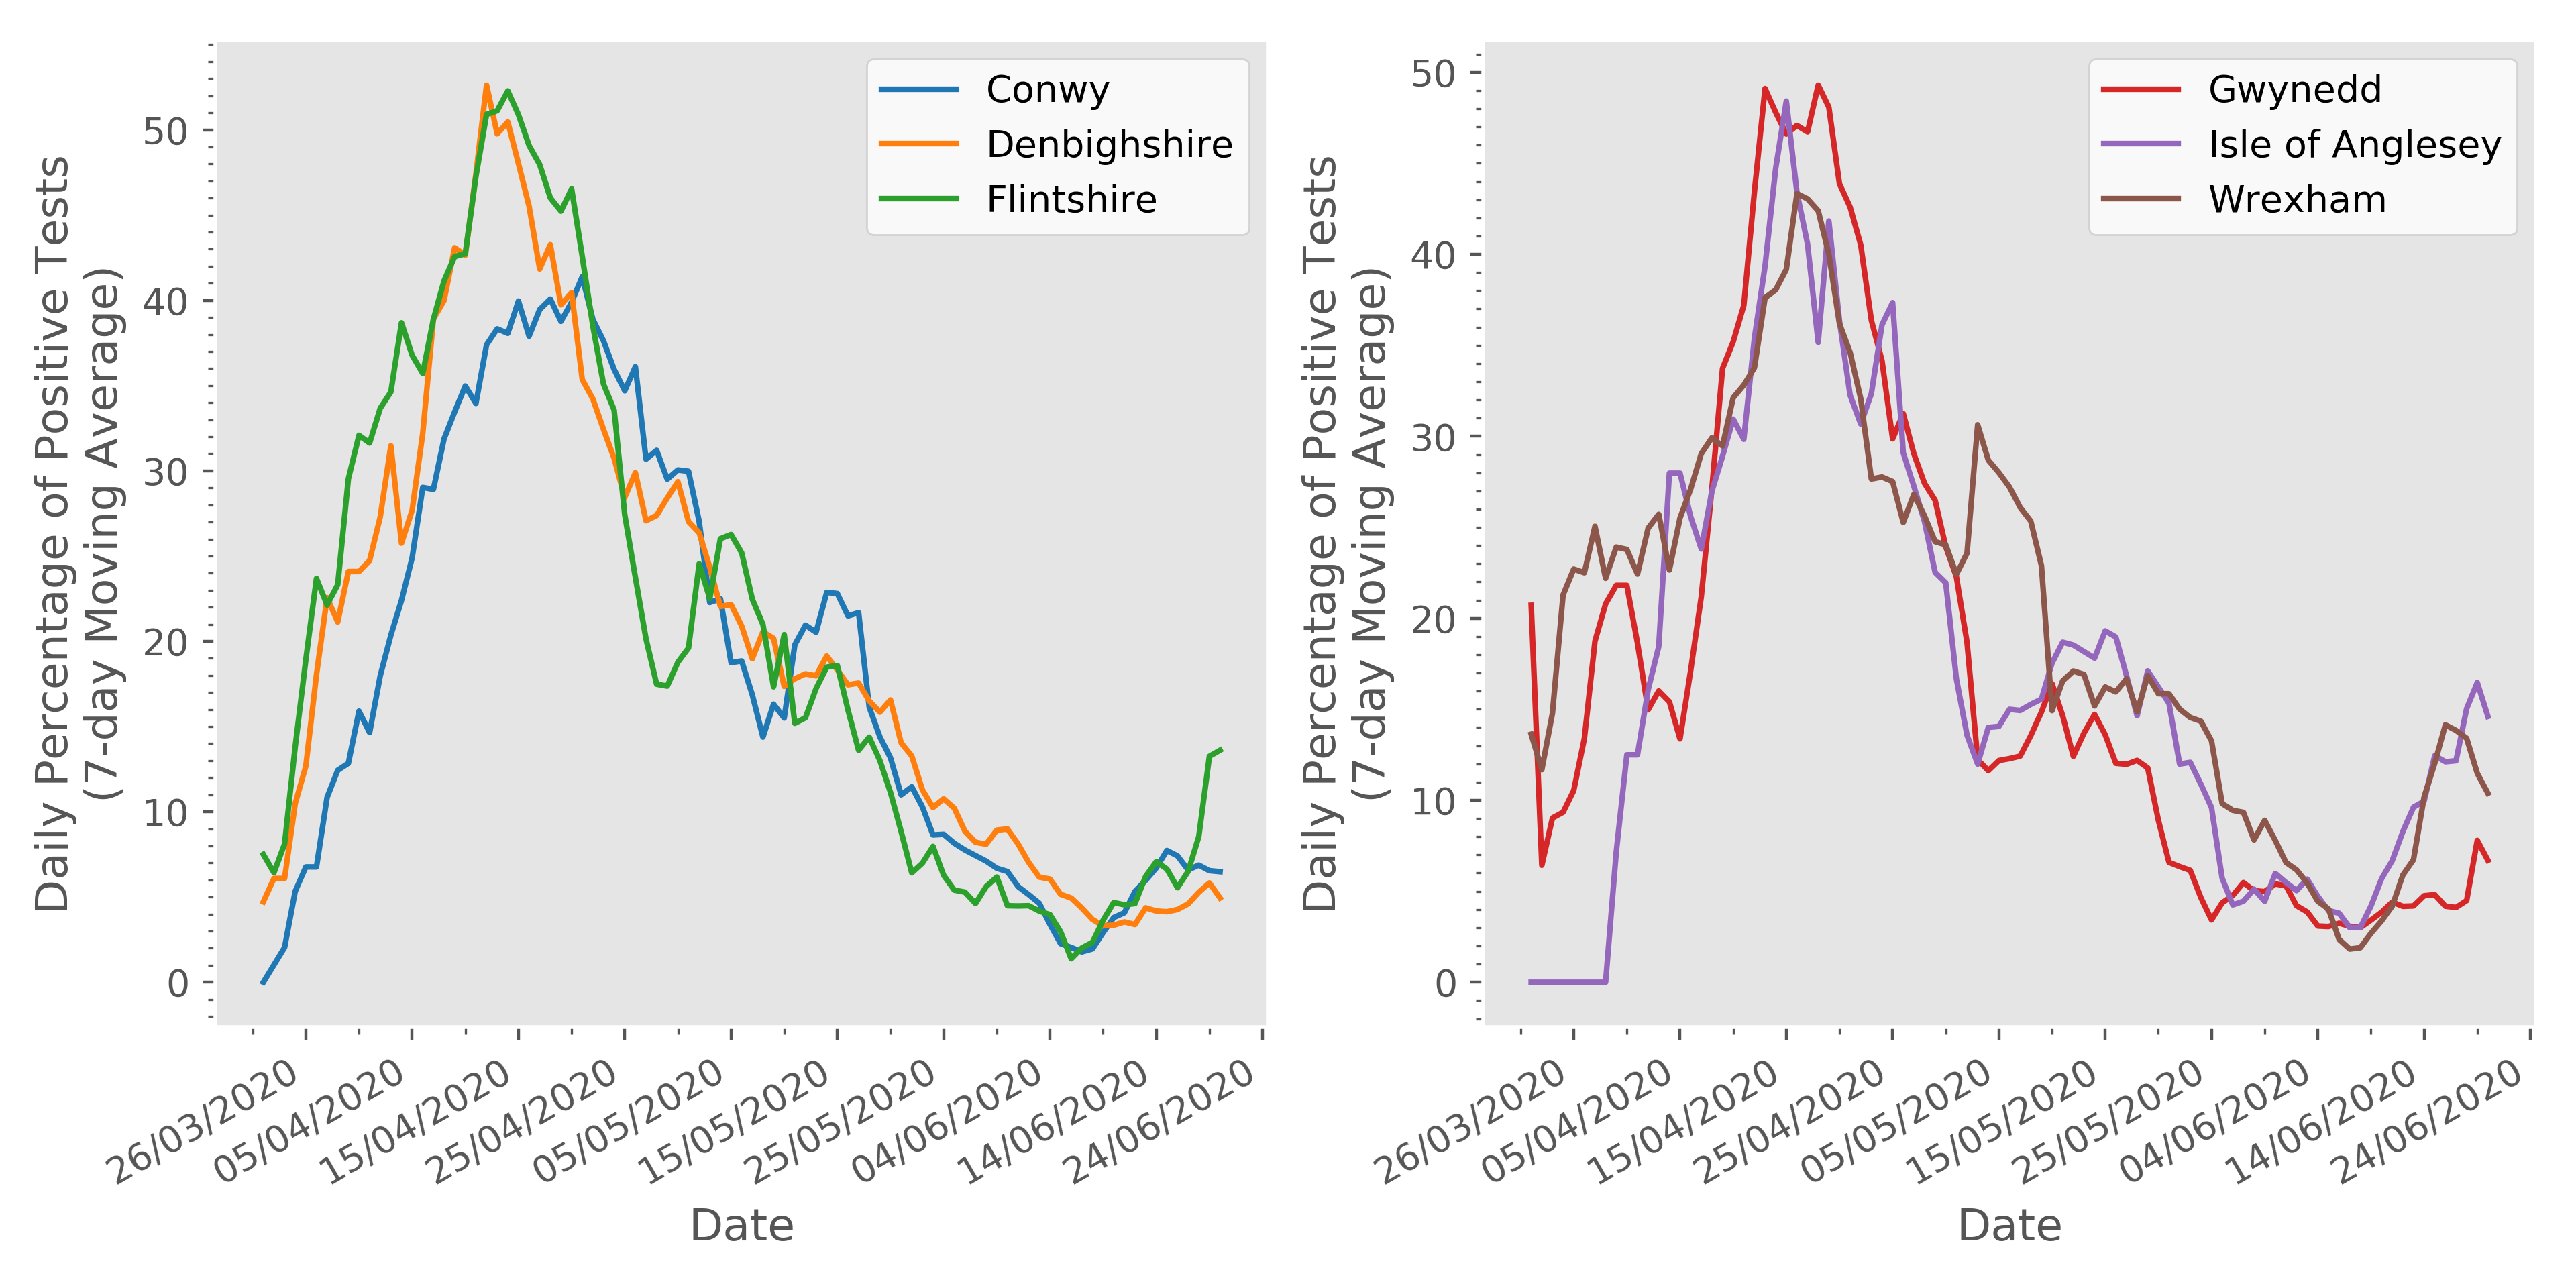 Daily Percentage of Positive Tests
(7-day Moving Average)
50
40
30
20
10
0
Conwy
Denbighshire
Flintshire
26/03/2020
05/04/2020
15/04/2020
25/04/2020
05/05/2020
15/05/2020
25/05/2020
04/06/2020
14/06/2020
24/06/2020
Date
Daily Percentage of Positive Tests
(7-day Moving Average)
50
40
30
20
10
0
Gwynedd
Isle of Anglesey
Wrexham
26/03/2020
05/04/2020
15/04/2020
25/04/2020
05/05/2020
15/05/2020
25/05/2020
04/06/2020
14/06/2020
24/06/2020
Date